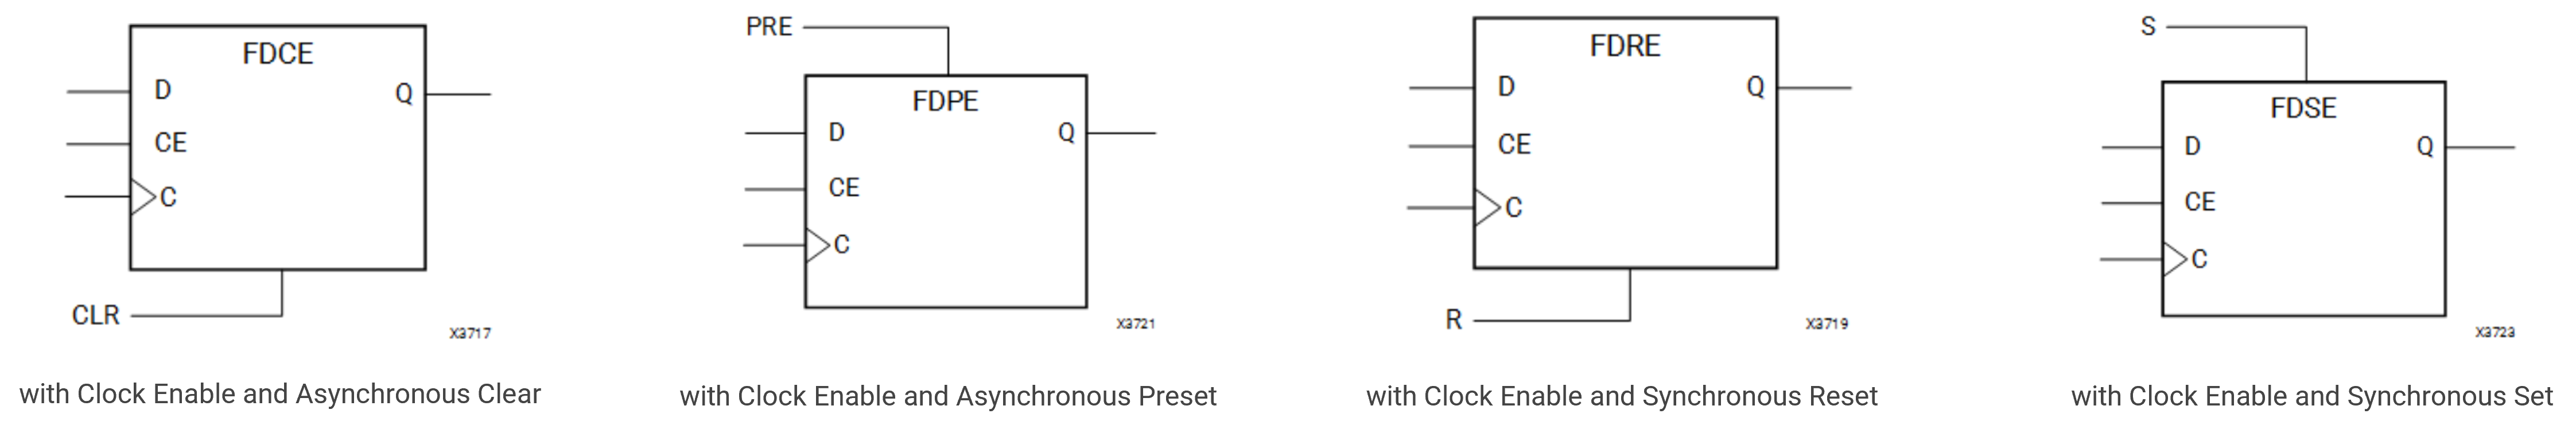 FDCE
D
Q
CE
C
CLR
X3717
with Clock Enable and Asynchronous Clear
PRE
FDPE
D
Q
CE
C
X3721
with Clock Enable and Asynchronous Preset
FDRE
D
Q
CE
C
R
X3719
with Clock Enable and Synchronous Reset
S
FDSE
D
Q
CE
C
X3723
with Clock Enable and Synchronous Set